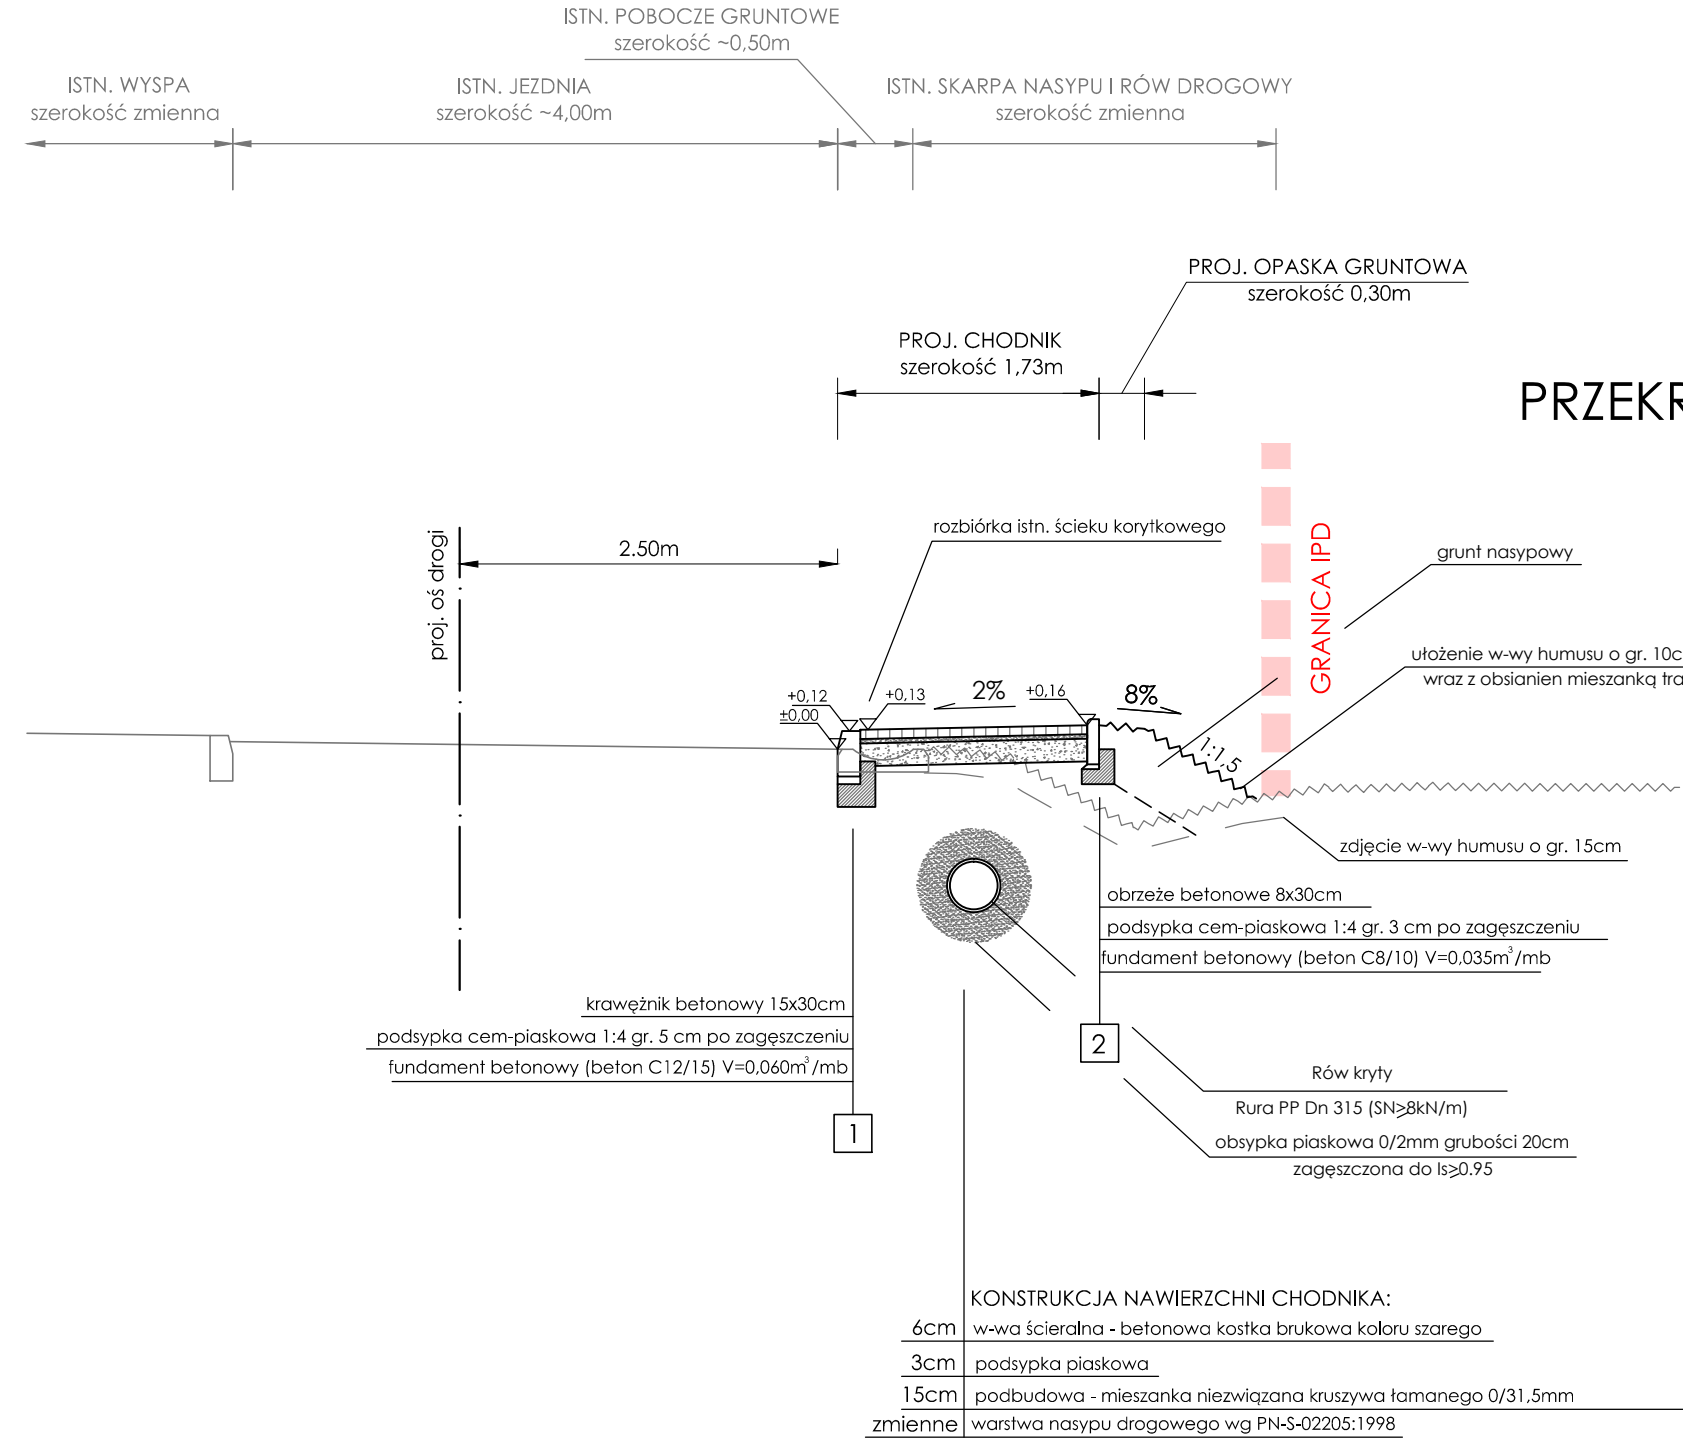 ISTN. POBOCZE GRUNTOWE
szerokość ~0,50m
ISTN. WYSPA
szerokość zmienna
ISTN. JEZDNIA
szerokość ~4,00m
ISTN. SKARPA NASYPU I RÓW DROGOWY
szerokość zmienna
PROJ. OPASKA GRUNTOWA
szerokość 0,30m
PROJ. CHODNIK
szerokość 1,73m
PRZEKR
proj. oś drogi
2.50m
rozbiórka istn. ścieku korytkowego
GRANICA IPD
grunt nasypowy
ułożenie w-wy humusu o gr. 10c
wraz z obsianien mieszanką tra
+0,12
±0,00
+0,13
2%
+0,16
8%
1:1,5
zdjęcie w-wy humusu o gr. 15cm
obrzeże betonowe 8x30cm
podsypka cem-piaskowa 1:4 gr. 3 cm po zagęszczeniu
fundament betonowy (beton C8/10) V=0,035m³/mb
2
krawężnik betonowy 15x30cm
podsypka cem-piaskowa 1:4 gr. 5 cm po zagęszczeniu
fundament betonowy (beton C12/15) V=0,060m³/mb
1
Rów kryty
Rura PP Dn 315 (SN≥8kN/m)
obsypka piaskowa 0/2mm grubości 20cm
zagęszczona do Is≥0.95
KONSTRUKCJA NAWIERZCHNI CHODNIKA:
6cm w-wa ścieralna - betonowa kostka brukowa koloru szarego
3cm podsypka piaskowa
15cm podbudowa - mieszanka niezwiązana kruszywa łamanego 0/31,5mm
zmienne warstwa nasypu drogowego wg PN-S-02205:1998